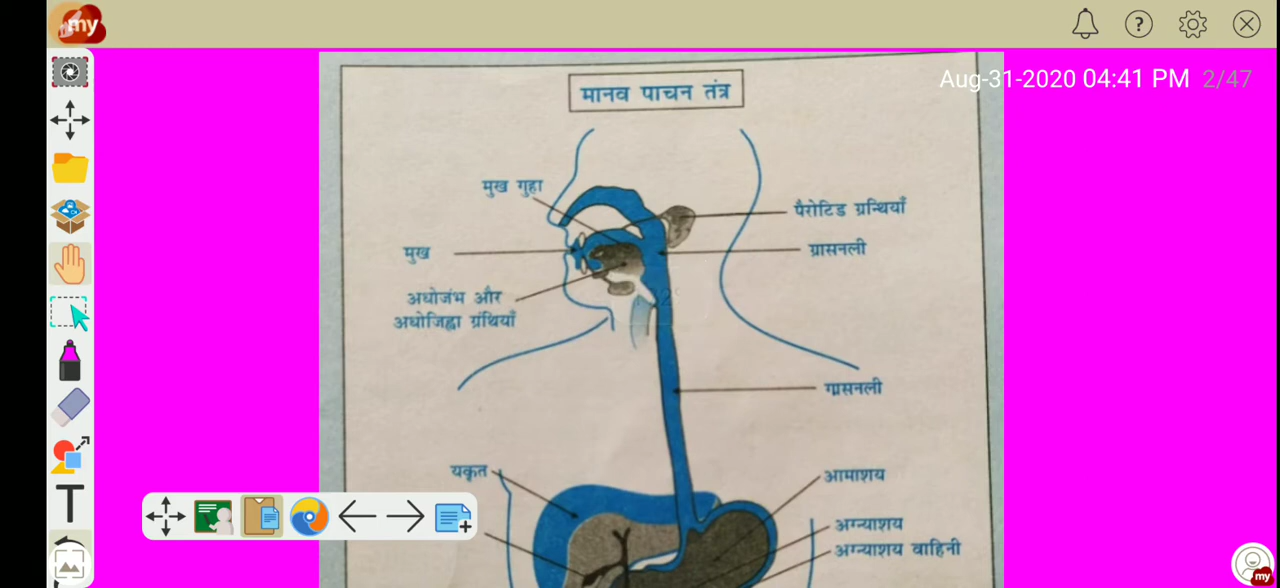 my
Aug-31-2020 04:41 PM 2/47
मानव पाचन तंत्र
मुख गुहा
पैरोटिड ग्रन्थियाँ
मुख
ग्रासनली
अधोजंभ और
अधोजिह्वा ग्रंथियाँ
ग्रासनली
यकृत
आमाशय
अग्न्याशय
अग्न्याशय वाहिनी
T
my